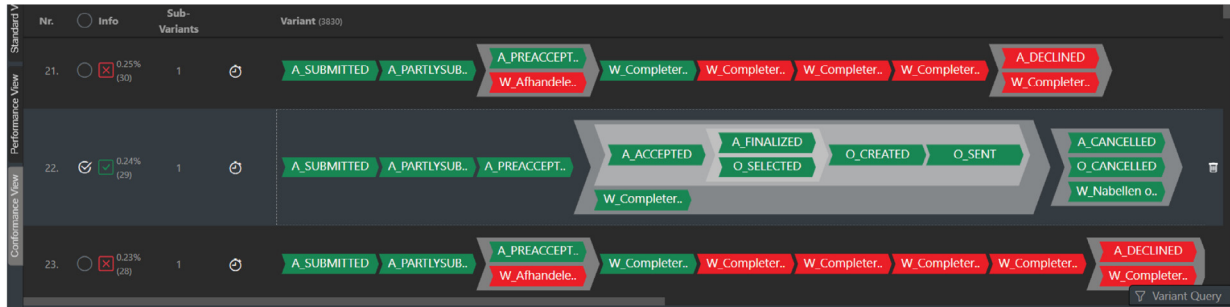 Standard V
Performance View
Conformance View
Nr. Info Sub-Variants Variant (3830)
21. 0.25% (30) 1
A_SUBMITTED A_PARTLYSUB.. A_PREACCEPT.. W_Afhandele.. W_Completer.. W_Completer.. W_Completer.. W_Completer.. A_DECLINED W_Completer..
22. 0.24% (29) 1
A_SUBMITTED A_PARTLYSUB.. A_PREACCEPT.. A_ACCEPTED A_FINALIZED O_SELECTED O_CREATED O_SENT W_Completer.. A_CANCELLED O_CANCELLED W_Nabellen o..
23. 0.23% (28) 1
A_SUBMITTED A_PARTLYSUB.. A_PREACCEPT.. W_Afhandele.. W_Completer.. W_Completer.. W_Completer.. W_Completer.. W_Completer.. A_DECLINED W_Completer..
Variant Query